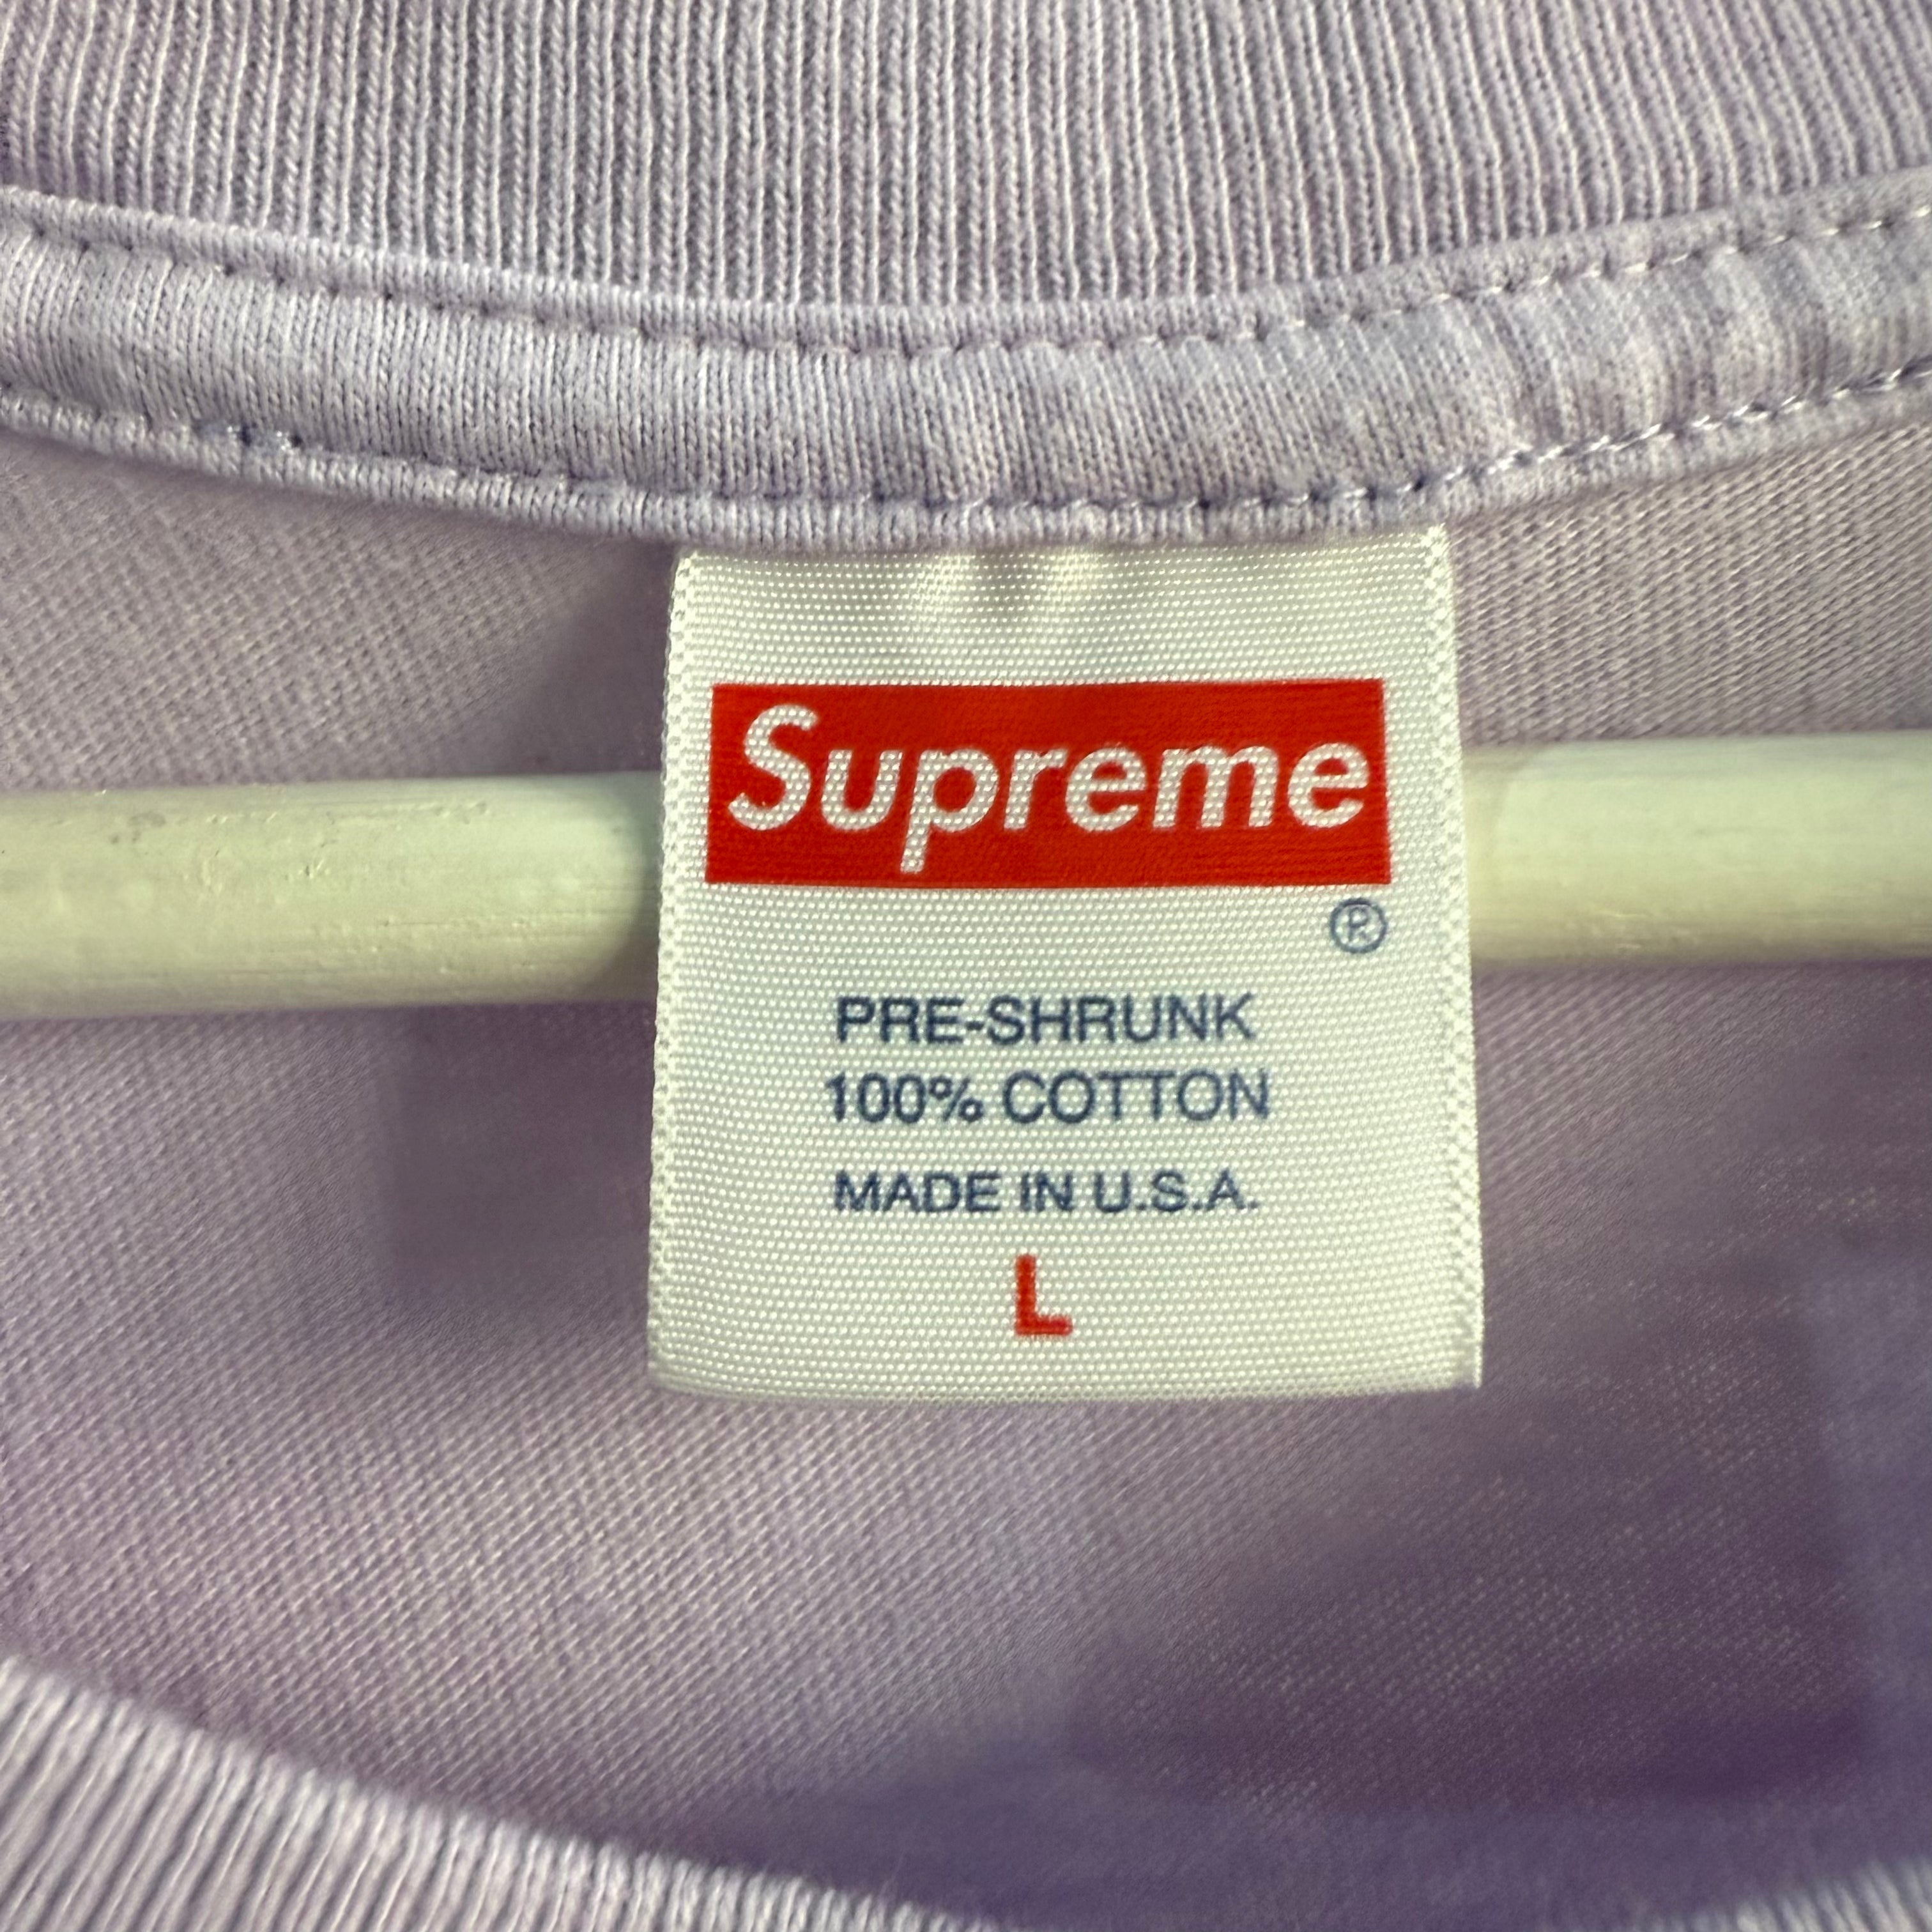 Supreme
®
PRE-SHRUNK
100% COTTON
MADE IN U.S.A.
L